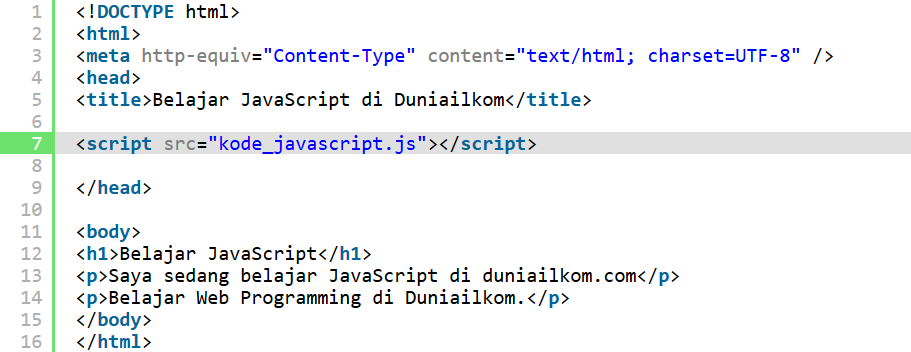 1 <!DOCTYPE html>
2 <html>
3 <meta http-equiv="Content-Type" content="text/html; charset=UTF-8" />
4 <head>
5 <title>Belajar JavaScript di Duniailkom</title>
6
7 <script src="kode_javascript.js"></script>
8
9 </head>
10
11 <body>
12 <h1>Belajar JavaScript</h1>
13 <p>Saya sedang belajar JavaScript di duniailkom.com</p>
14 <p>Belajar Web Programming di Duniailkom.</p>
15 </body>
16 </html>